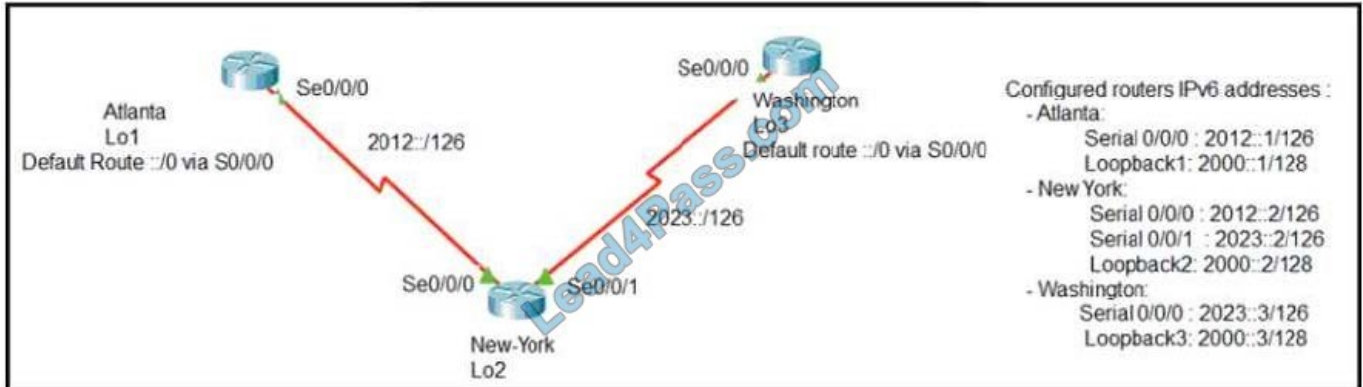 Se0/0/0
Atlanta
Lo1
Default Route ::/0 via S0/0/0
2012::/126
Se0/0/0
Washington
Lo3
Default route ::/0 via S0/0/0
2023::/126
Se0/0/0
Se0/0/1
New-York
Lo2
Lead4Pass.com
Configured routers IPv6 addresses :
- Atlanta:
Serial 0/0/0 : 2012::1/126
Loopback1: 2000::1/128
- New York:
Serial 0/0/0 : 2012::2/126
Serial 0/0/1 : 2023::2/126
Loopback2: 2000::2/128
- Washington:
Serial 0/0/0 : 2023::3/126
Loopback3: 2000::3/128